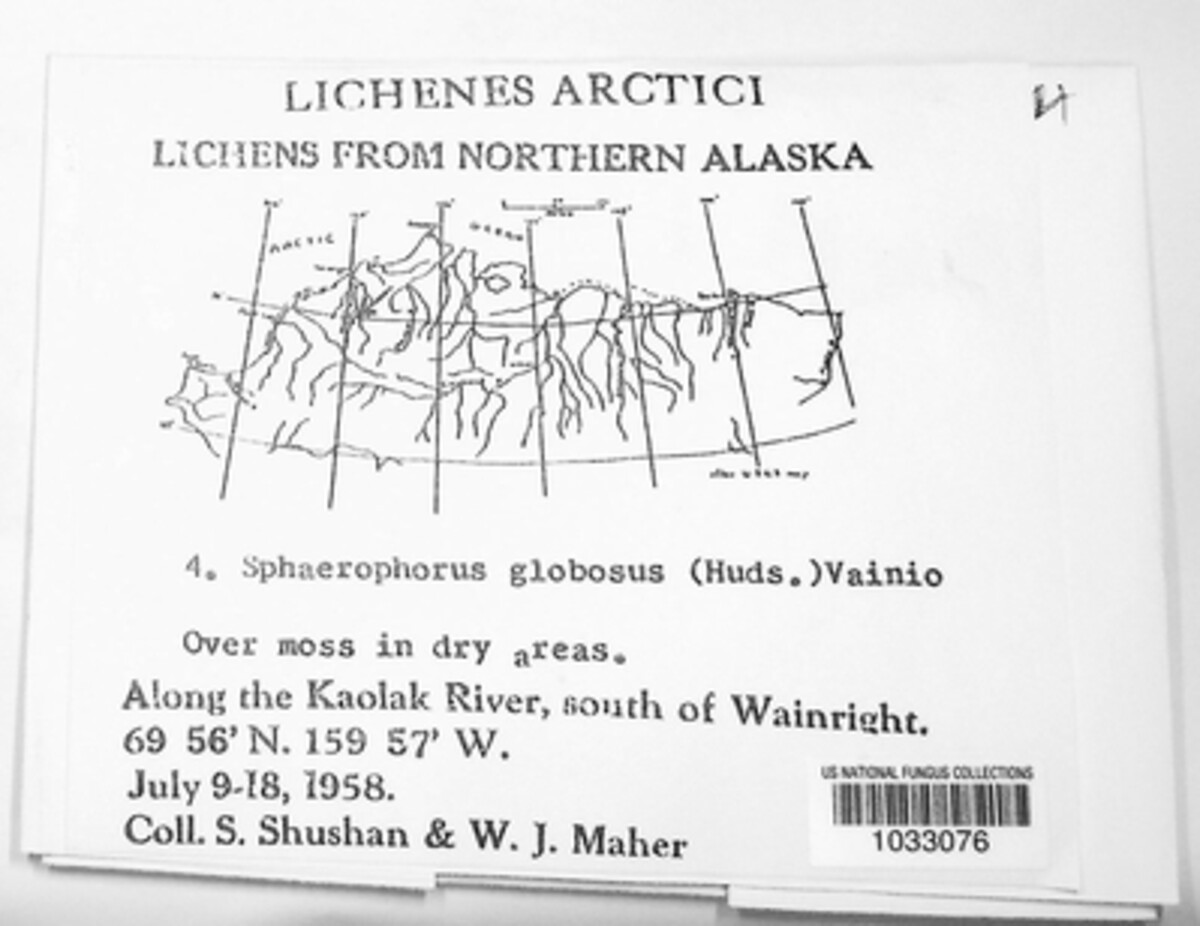 LICHENES ARCTICI
LICHENS FROM NORTHERN ALASKA
ARCTIC OCEAN
4. Sphaerophorus globosus (Huds.)Vainio
Over moss in dry areas.
Along the Kaolak River, south of Wainright.
69 56' N. 159 57' W.
July 9-18, 1958.
Coll. S. Shushan & W. J. Maher
US NATIONAL FUNGUS COLLECTIONS
1033076